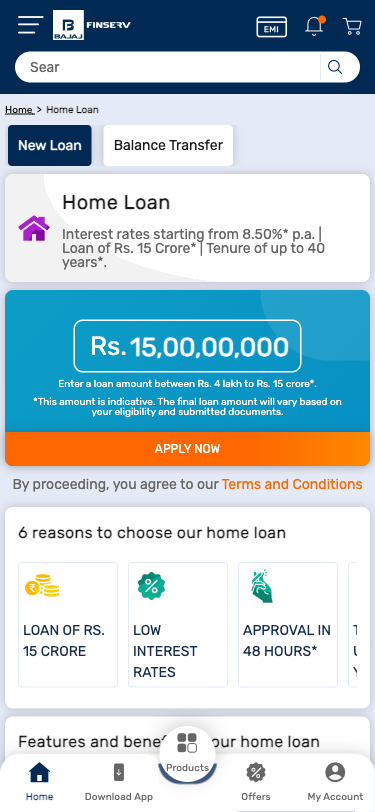 B
BAJAJ
FINSERV
EMI
Sear
Home > Home Loan
New Loan
Balance Transfer
Home Loan
Interest rates starting from 8.50%* p.a. |
Loan of Rs. 15 Crore* | Tenure of up to 40
years*.
Rs. 15,00,00,000
Enter a loan amount between Rs. 4 lakh to Rs. 15 crore*.
*This amount is indicative. The final loan amount will vary based on
your eligibility and submitted documents.
APPLY NOW
By proceeding, you agree to our Terms and Conditions
6 reasons to choose our home loan
LOAN OF RS.
15 CRORE
LOW
INTEREST
RATES
APPROVAL IN
48 HOURS*
Features and benef our home loan
Products
Home
Download App
Offers
My Account